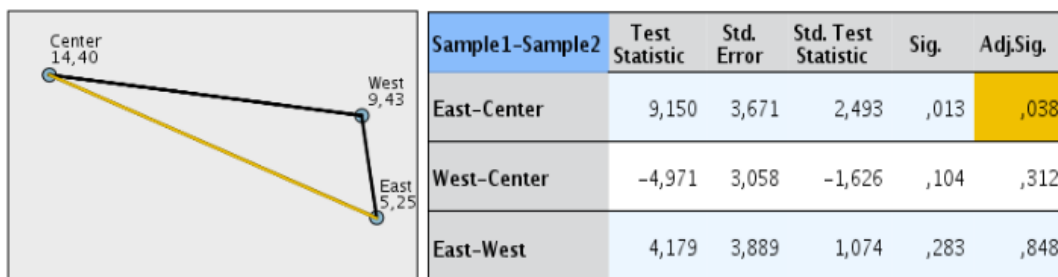 Center
14,40
West
9,43
East
5,25
Sample1-Sample2 Test Statistic Std. Error Std. Test Statistic Sig. Adj.Sig.
East-Center 9,150 3,671 2,493 ,013 ,038
West-Center -4,971 3,058 -1,626 ,104 ,312
East-West 4,179 3,889 1,074 ,283 ,848